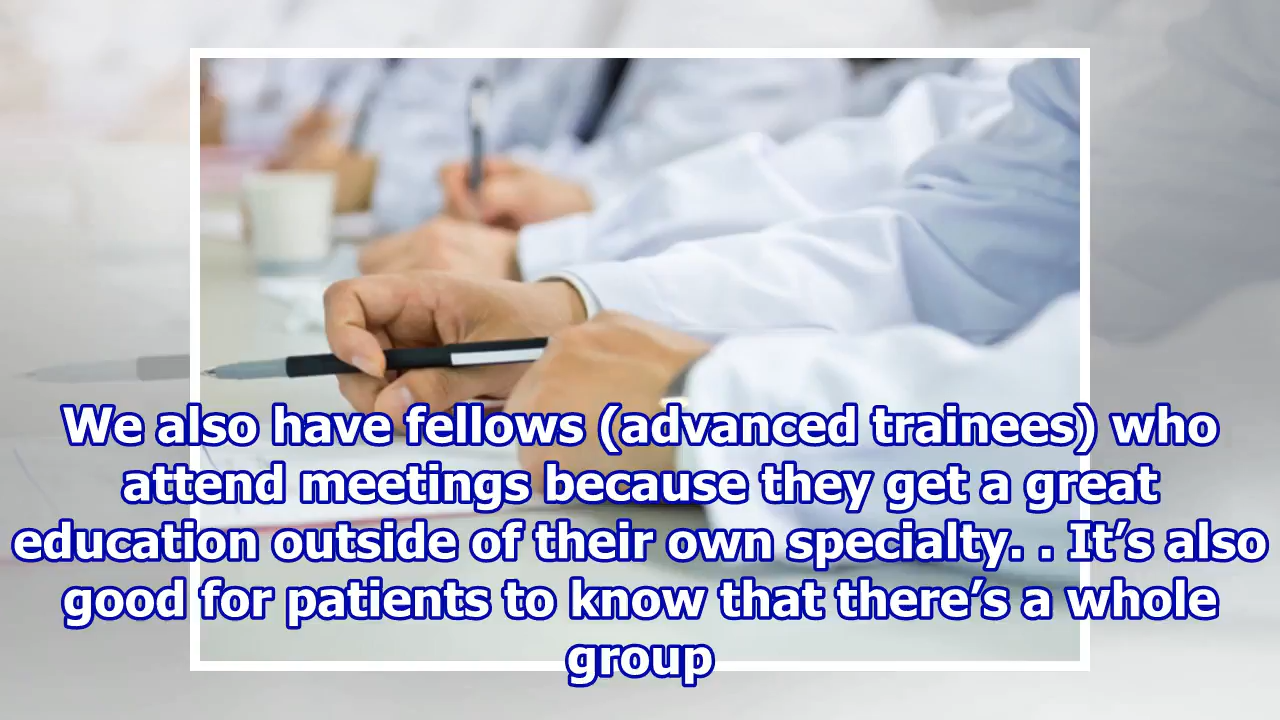 We also have fellows (advanced trainees) who
attend meetings because they get a great
education outside of their own specialty. . It’s also
good for patients to know that there’s a whole
group